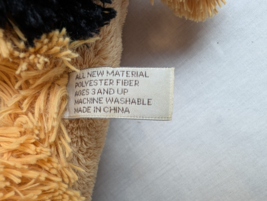 ALL NEW MATERIAL
POLYESTER FIBER
AGES 3 AND UP
MACHINE WASHABLE
MADE IN CHINA